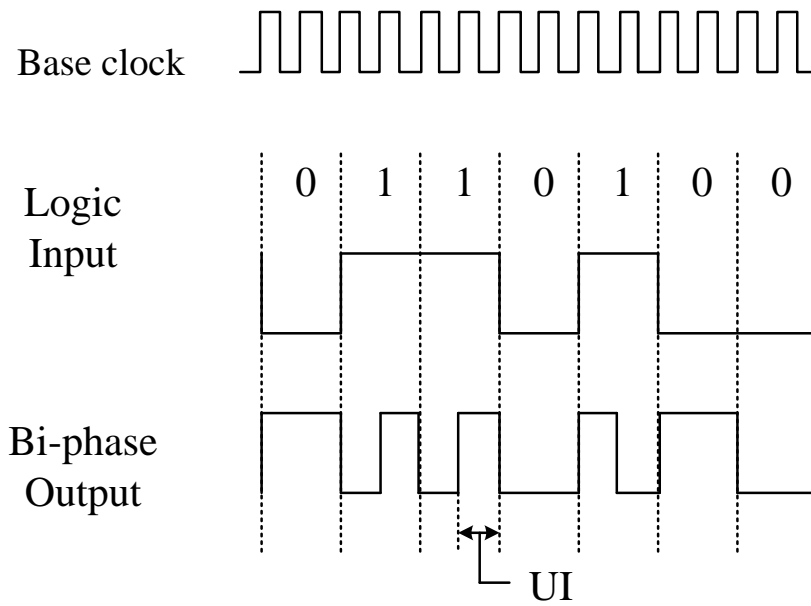 Base clock
0 1 1 0 1 0 0
Logic
Input
Bi-phase
Output
UI